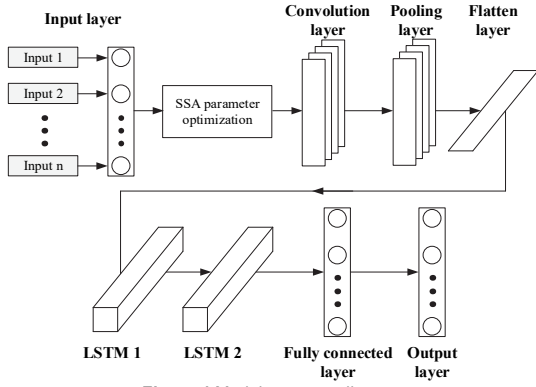 Input layer
Convolution
layer
Pooling
layer
Flatten
layer
Input 1
Input 2
Input n
SSA parameter
optimization
LSTM 1
LSTM 2
Fully connected
layer
Output
layer